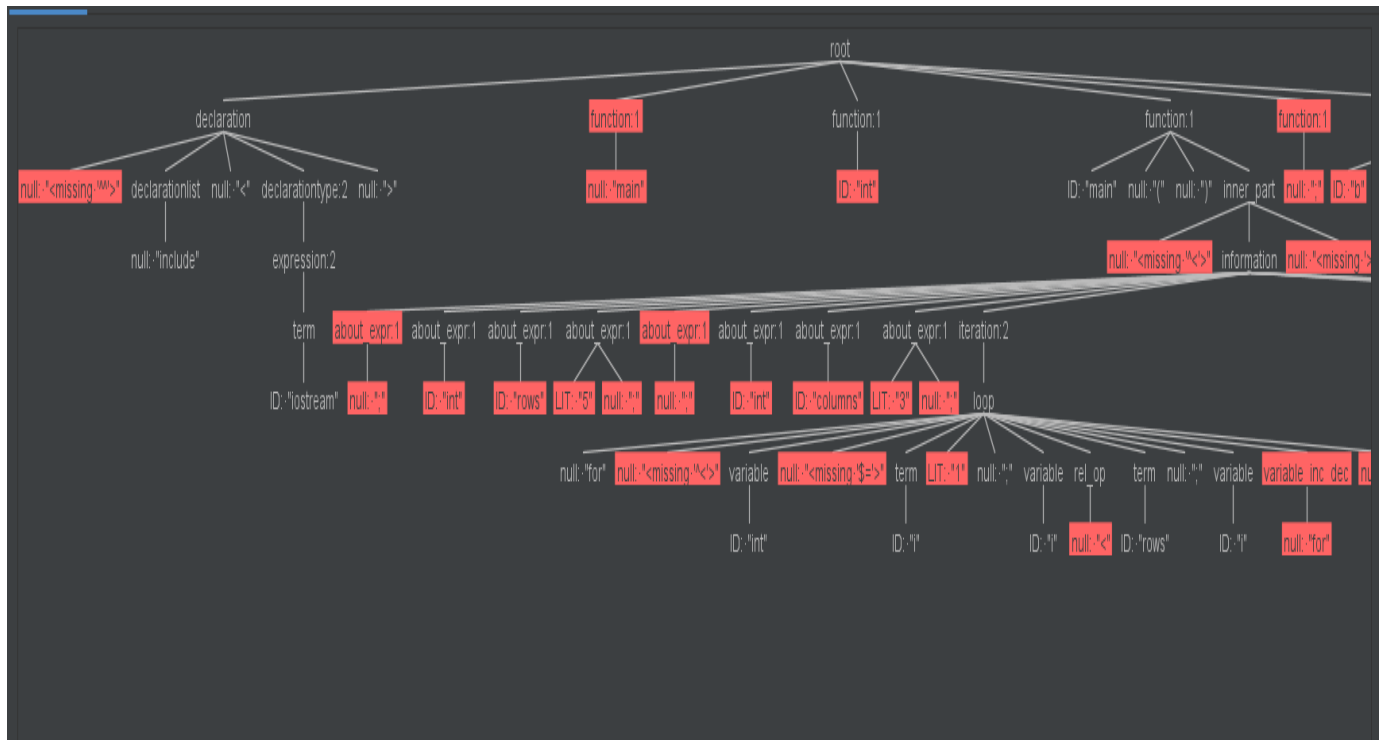 root
declaration function:1 function:1 function:1 function:1
declarationlist null:·"<" declarationtype:2 null:·">" null:·"main" ID:·"int" ID:·"main" null:·"(" null:·")" inner_part null:·";" ID:·"b"
null:·"include" expression:2 null:·"<missing·'^<'>" information null:·"<missing·'>
term about_expr:1 about_expr:1 about_expr:1 about_expr:1 about_expr:1 about_expr:1 about_expr:1 about_expr:1 iteration:2
ID:·"iostream" null:·";" ID:·"int" ID:·"rows" LIT:·"5" null:·";" null:·";" ID:·"int" ID:·"columns" LIT:·"3" null:·";" loop
null:·"for" null:·"<missing·'^<'>" variable null:·"<missing·'$='>" term LIT:·"1" null:·";" variable rel_op term null:·";" variable variable_inc_dec
ID:·"int" ID:·"i" ID:·"i" null:·"<" ID:·"rows" ID:·"i" null:·"for"